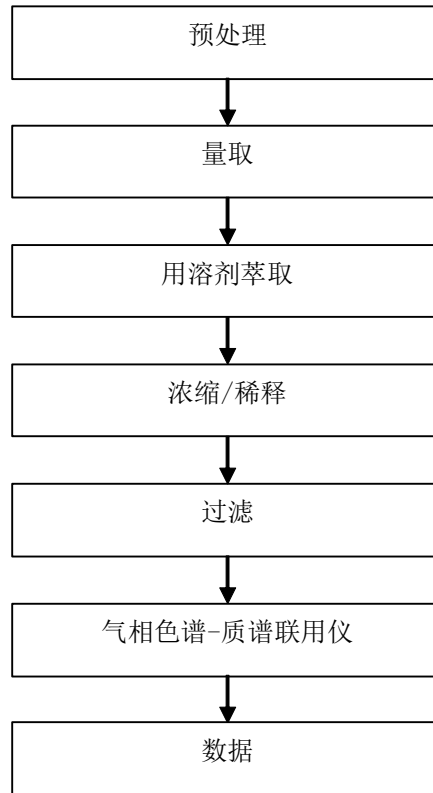 预处理
量取
用溶剂萃取
浓缩/稀释
过滤
气相色谱-质谱联用仪
数据